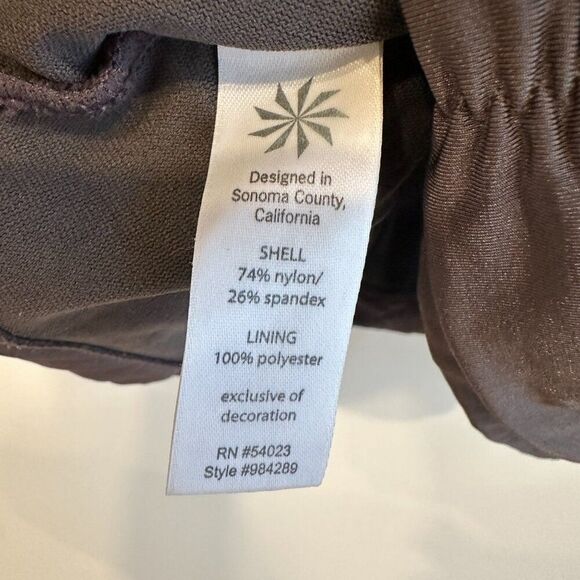 Designed in
Sonoma County,
California
SHELL
74% nylon/
26% spandex
LINING
100% polyester
exclusive of
decoration
RN #54023
Style #984289